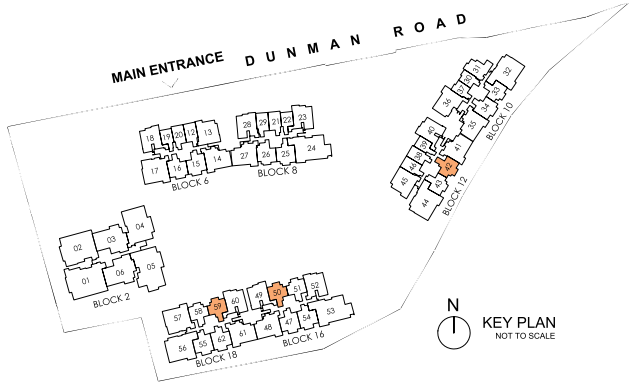 DUNMAN ROAD
MAIN ENTRANCE
31
32
30
37
33
36
34
35
BLOCK 10
18 19 20 12 13
28 29 21 22 23
17 16 15 14
27 26 25 24
BLOCK 6
BLOCK 8
40
39
41
38
46
42
45
43
44
BLOCK 12
02 03 04
01 06 05
BLOCK 2
57 58 59 60
49 50 51 52
56 55 62 61
48 47 54 53
BLOCK 18
BLOCK 16
N
KEY PLAN
NOT TO SCALE